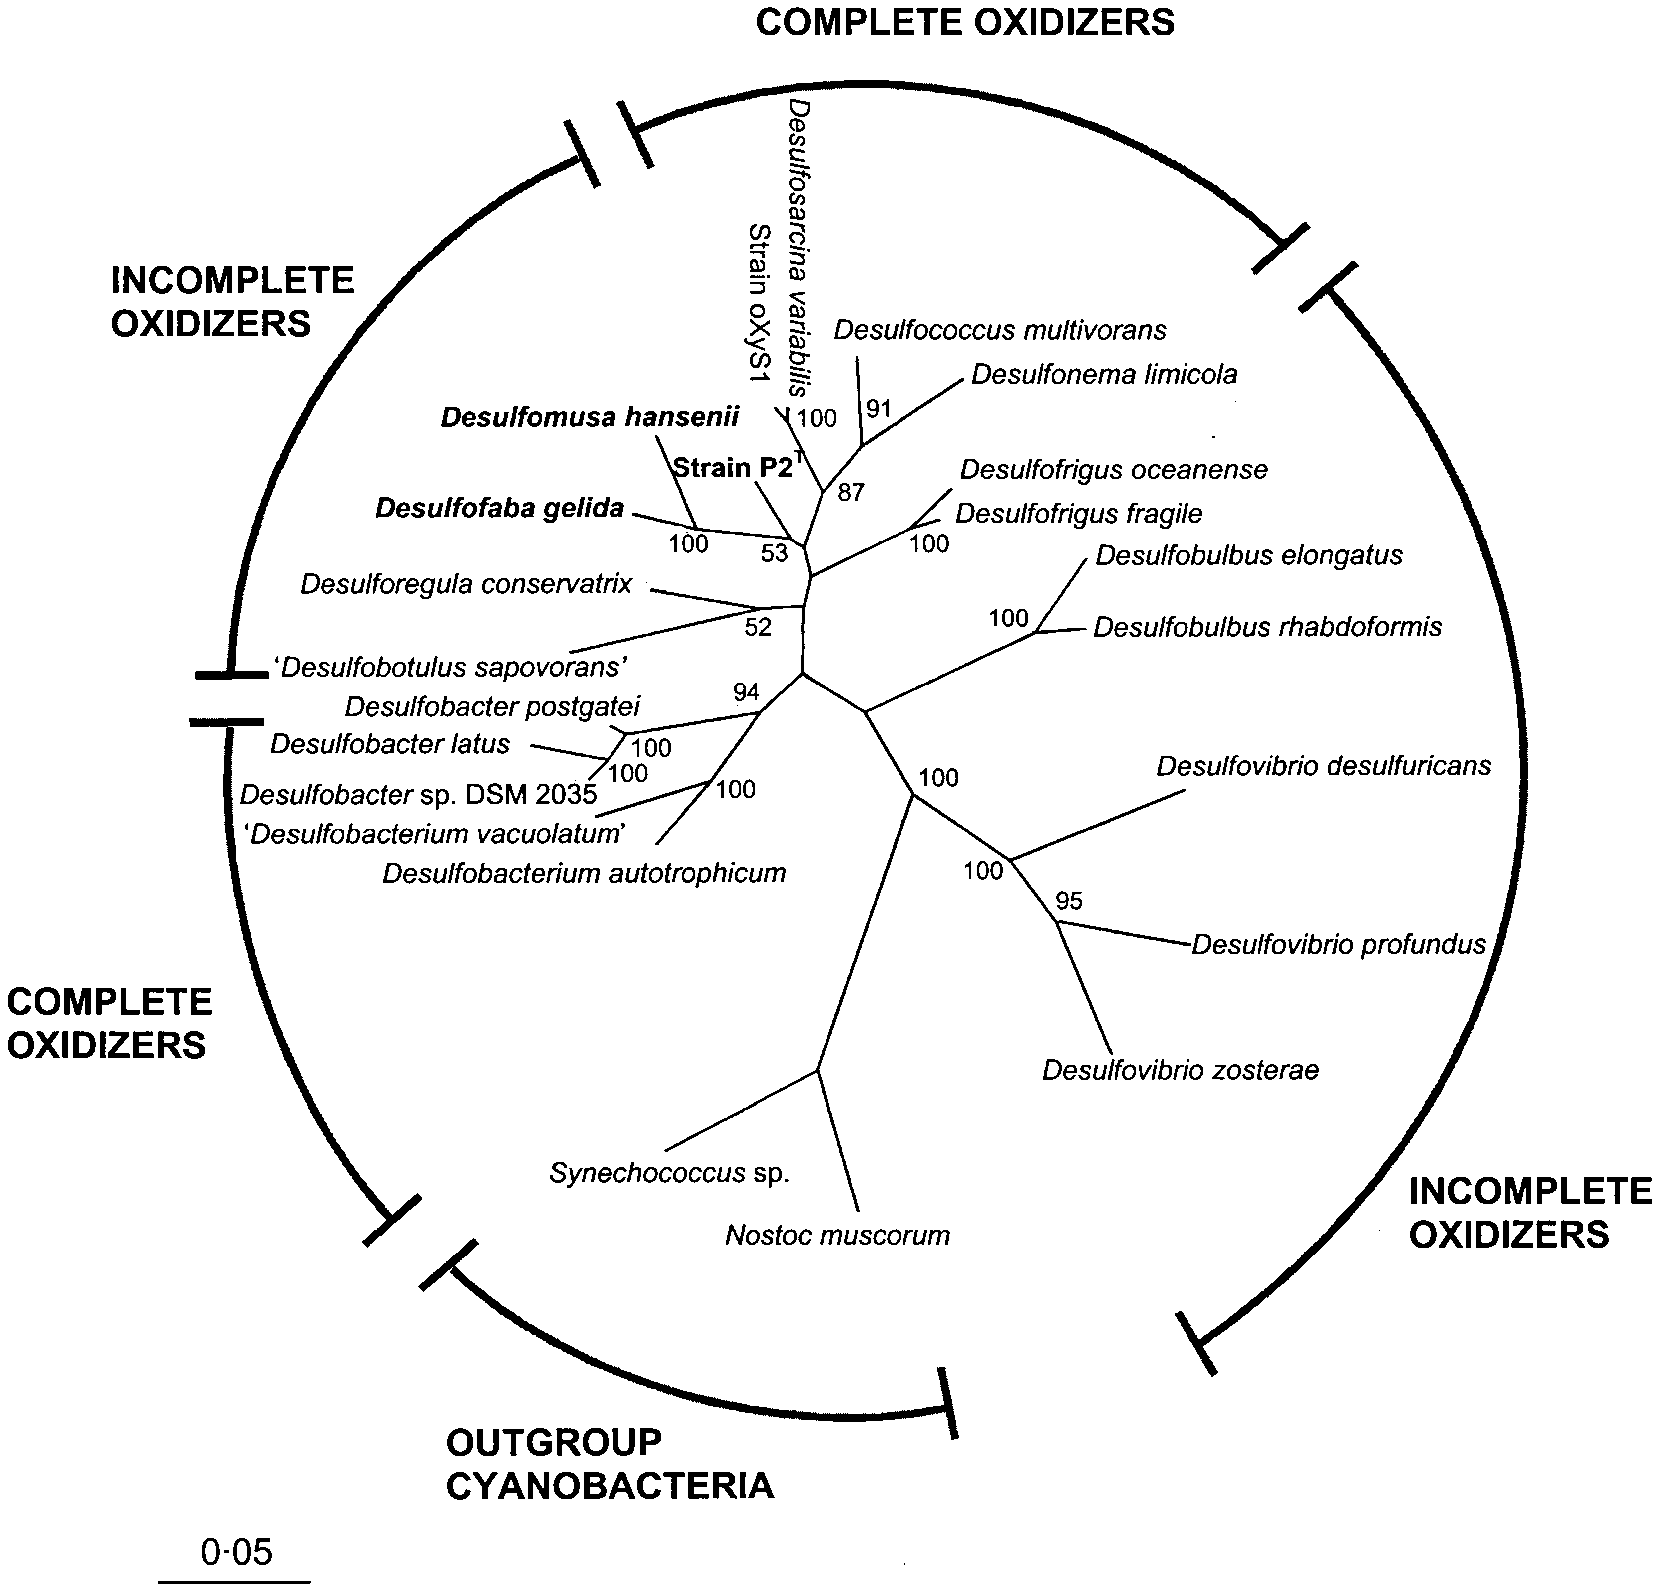 COMPLETE OXIDIZERS
Desulfosarcina variabilis
Strain oXyS1
INCOMPLETE
OXIDIZERS
Desulfococcus multivorans
Desulfonema limicola
91
100
Desulfomusa hansenii
Strain P2T
Desulfofrigus oceanense
87
Desulfofaba gelida
Desulfofrigus fragile
100
53
100
Desulfobulbus elongatus
Desulforegula conservatrix
100
52
Desulfobulbus rhabdoformis
‘Desulfobotulus sapovorans’
94
Desulfobacter postgatei
Desulfobacter latus
100
100
Desulfobacter sp. DSM 2035
100
100
Desulfovibrio desulfuricans
‘Desulfobacterium vacuolatum’
Desulfobacterium autotrophicum
100
95
Desulfovibrio profundus
COMPLETE
OXIDIZERS
Desulfovibrio zosterae
Synechococcus sp.
Nostoc muscorum
INCOMPLETE
OXIDIZERS
OUTGROUP
CYANOBACTERIA
0·05